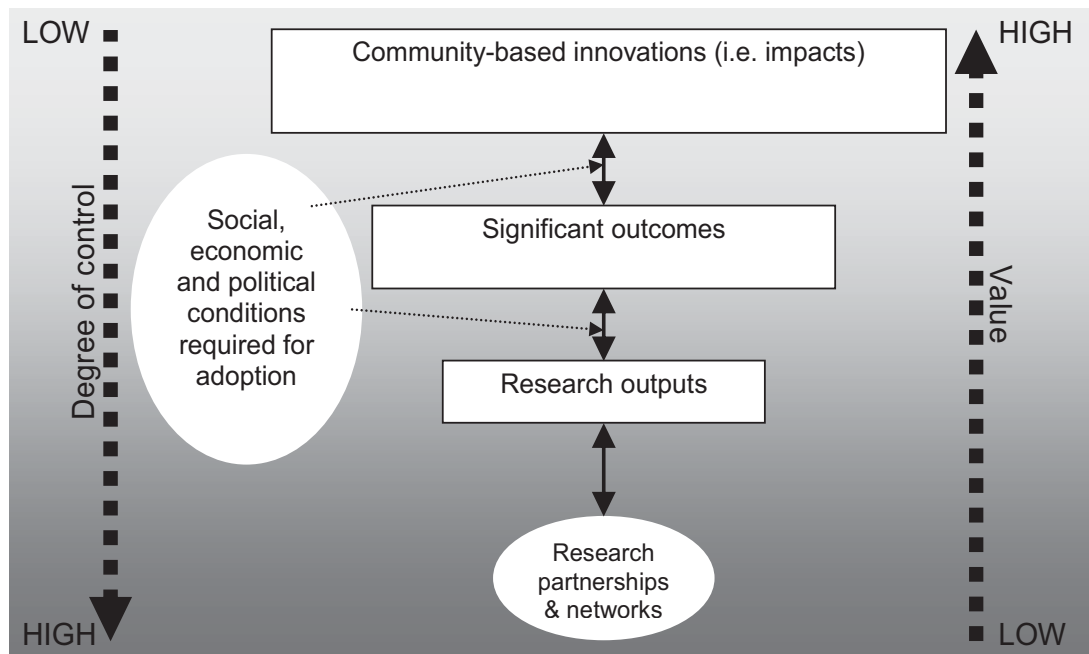 LOW
HIGH
Community-based innovations (i.e. impacts)
Degree of control
Social,
economic
and political
conditions
required for
adoption
Significant outcomes
Value
Research outputs
Research
partnerships
& networks
HIGH
LOW